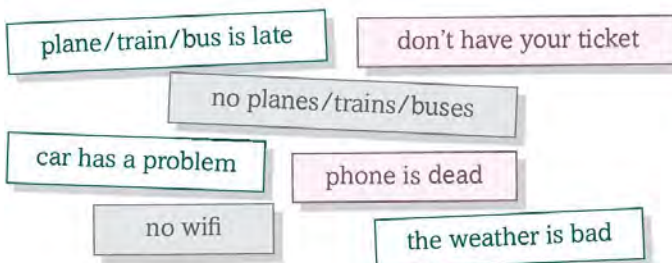 plane/train/bus is late
don't have your ticket
no planes/trains/buses
car has a problem
phone is dead
no wifi
the weather is bad